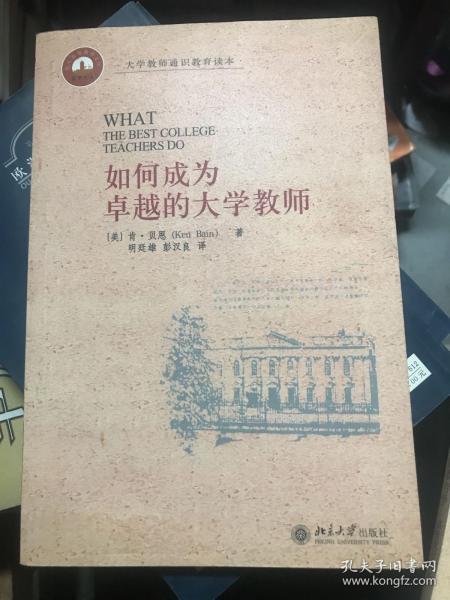 大学教师通识教育读本
WHAT
THE BEST COLLEGE
TEACHERS DO
如何成为
卓越的大学教师
［美］肯·贝恩（Ken Bain） 著
明廷雄 彭汉良 译
北京大学出版社
PEKING UNIVERSITY PRESS
孔夫子旧书网
www.kongfz.com